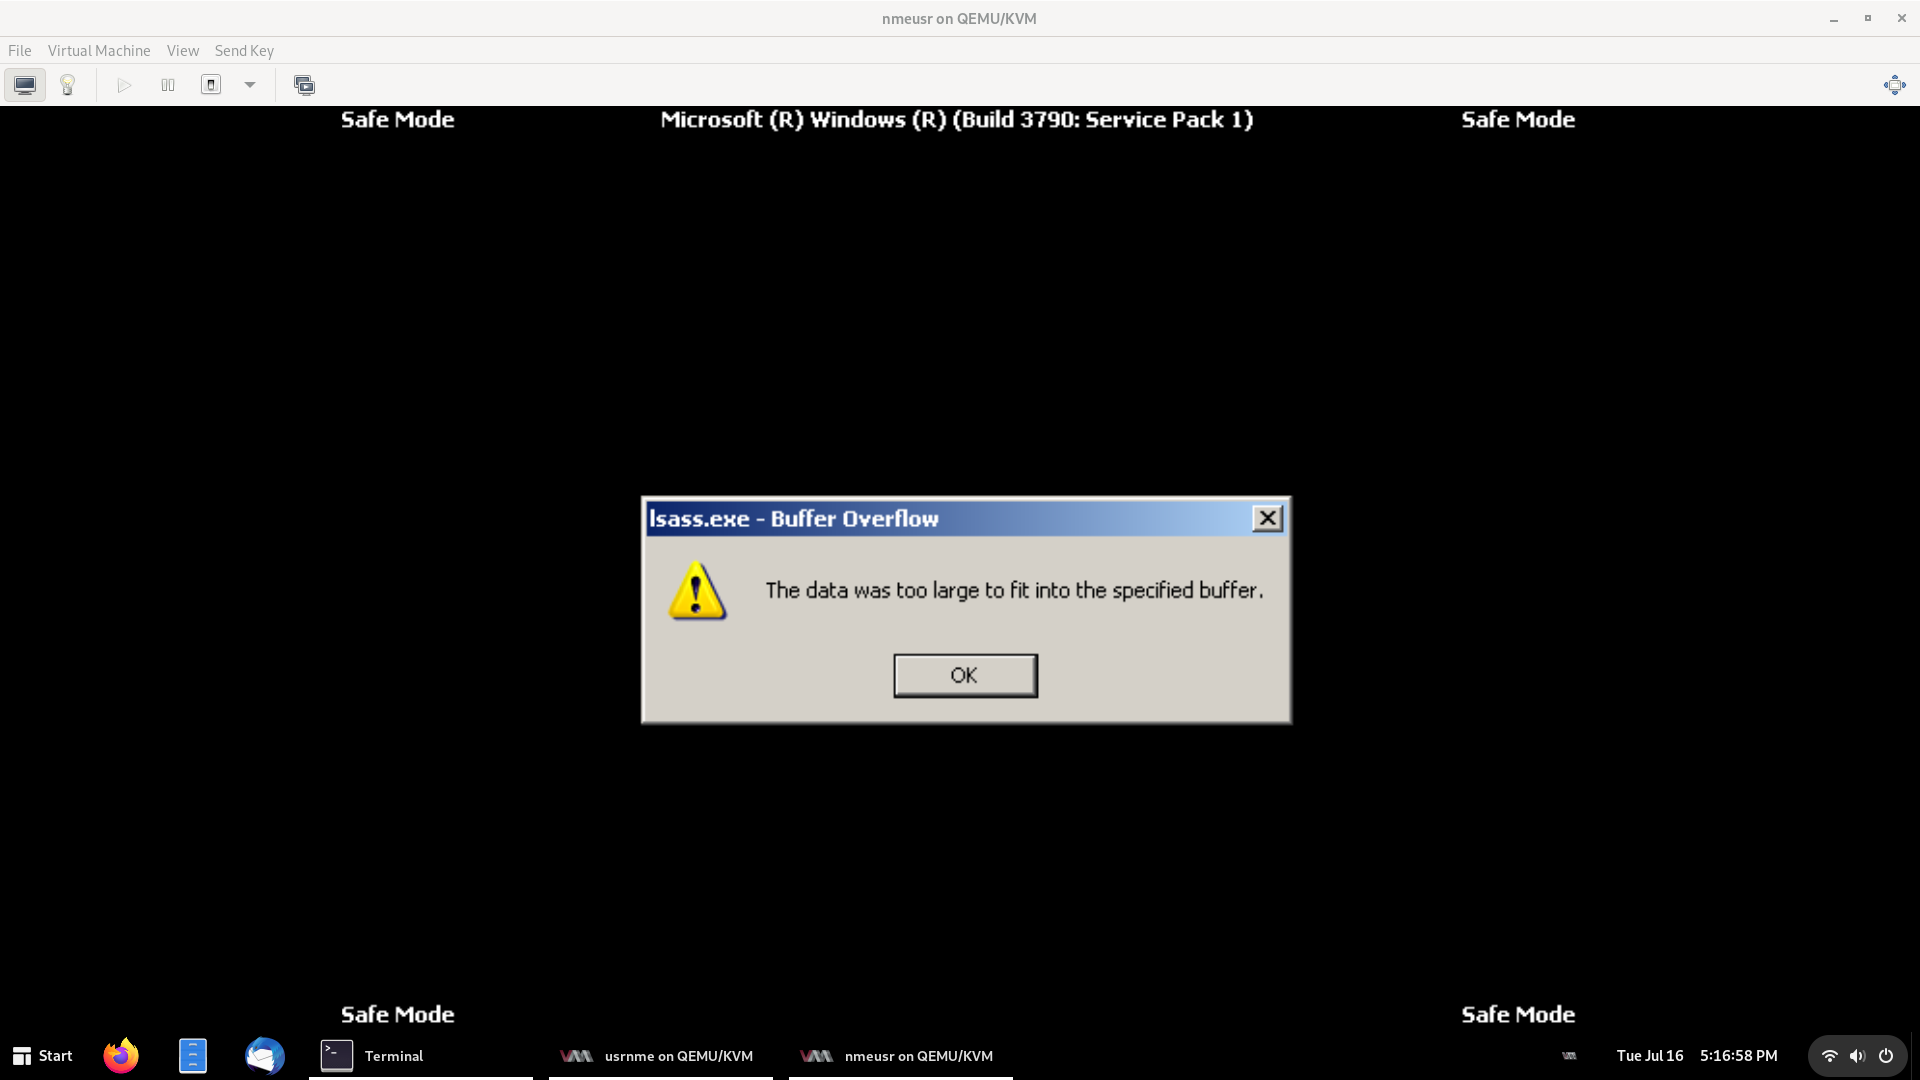 nmeusr on QEMU/KVM
File Virtual Machine View Send Key
Safe Mode Microsoft (R) Windows (R) (Build 3790: Service Pack 1) Safe Mode
lsass.exe - Buffer Overflow
The data was too large to fit into the specified buffer.
OK
Safe Mode Safe Mode
Start Terminal usrnme on QEMU/KVM nmeusr on QEMU/KVM Tue Jul 16 5:16:58 PM